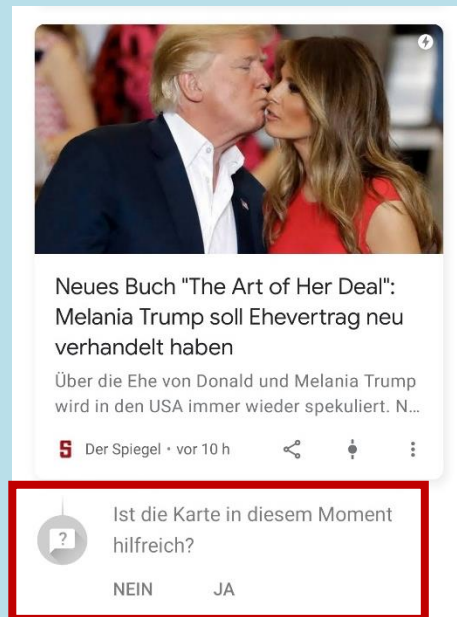 Neues Buch "The Art of Her Deal":
Melania Trump soll Ehevertrag neu
verhandelt haben
Über die Ehe von Donald und Melania Trump
wird in den USA immer wieder spekuliert. N...
S Der Spiegel • vor 10 h
Ist die Karte in diesem Moment
hilfreich?
NEIN JA